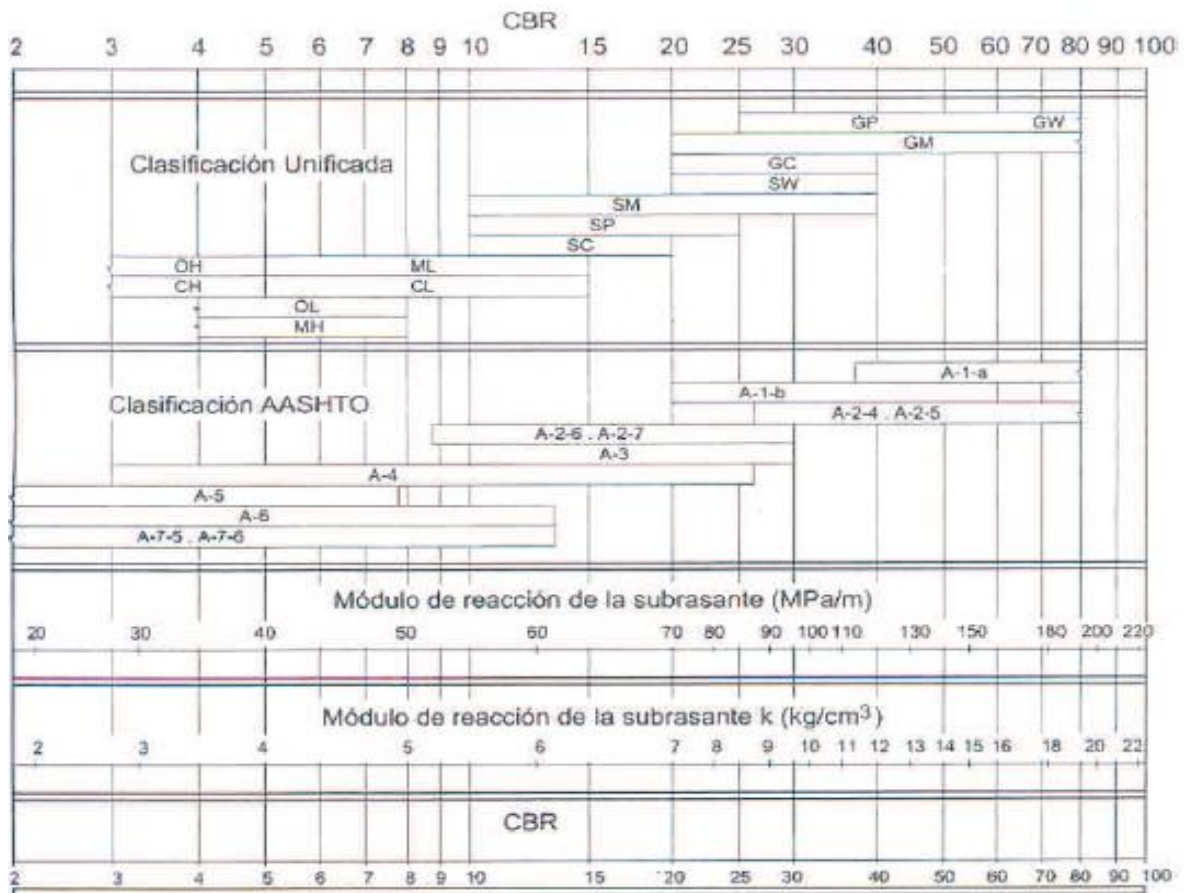 CBR
2 3 4 5 6 7 8 9 10 15 20 25 30 40 50 60 70 80 90 100
GP GW
GM
Clasificación Unificada
GC
SW
SM
SP
SC
OH ML
CH CL
OL
MH
A-1-a
A-1-b
Clasificación AASHTO
A-2-4 . A-2-5
A-2-6 . A-2-7
A-3
A-4
A-5
A-6
A-7-5 . A-7-6
Módulo de reacción de la subrasante (MPa/m)
20 30 40 50 60 70 80 90 100 110 130 150 180 200 220
Módulo de reacción de la subrasante k (kg/cm³)
2 3 4 5 6 7 8 9 10 11 12 13 14 15 16 18 20 22
CBR
2 3 4 5 6 7 8 9 10 15 20 25 30 40 50 60 70 80 90 100